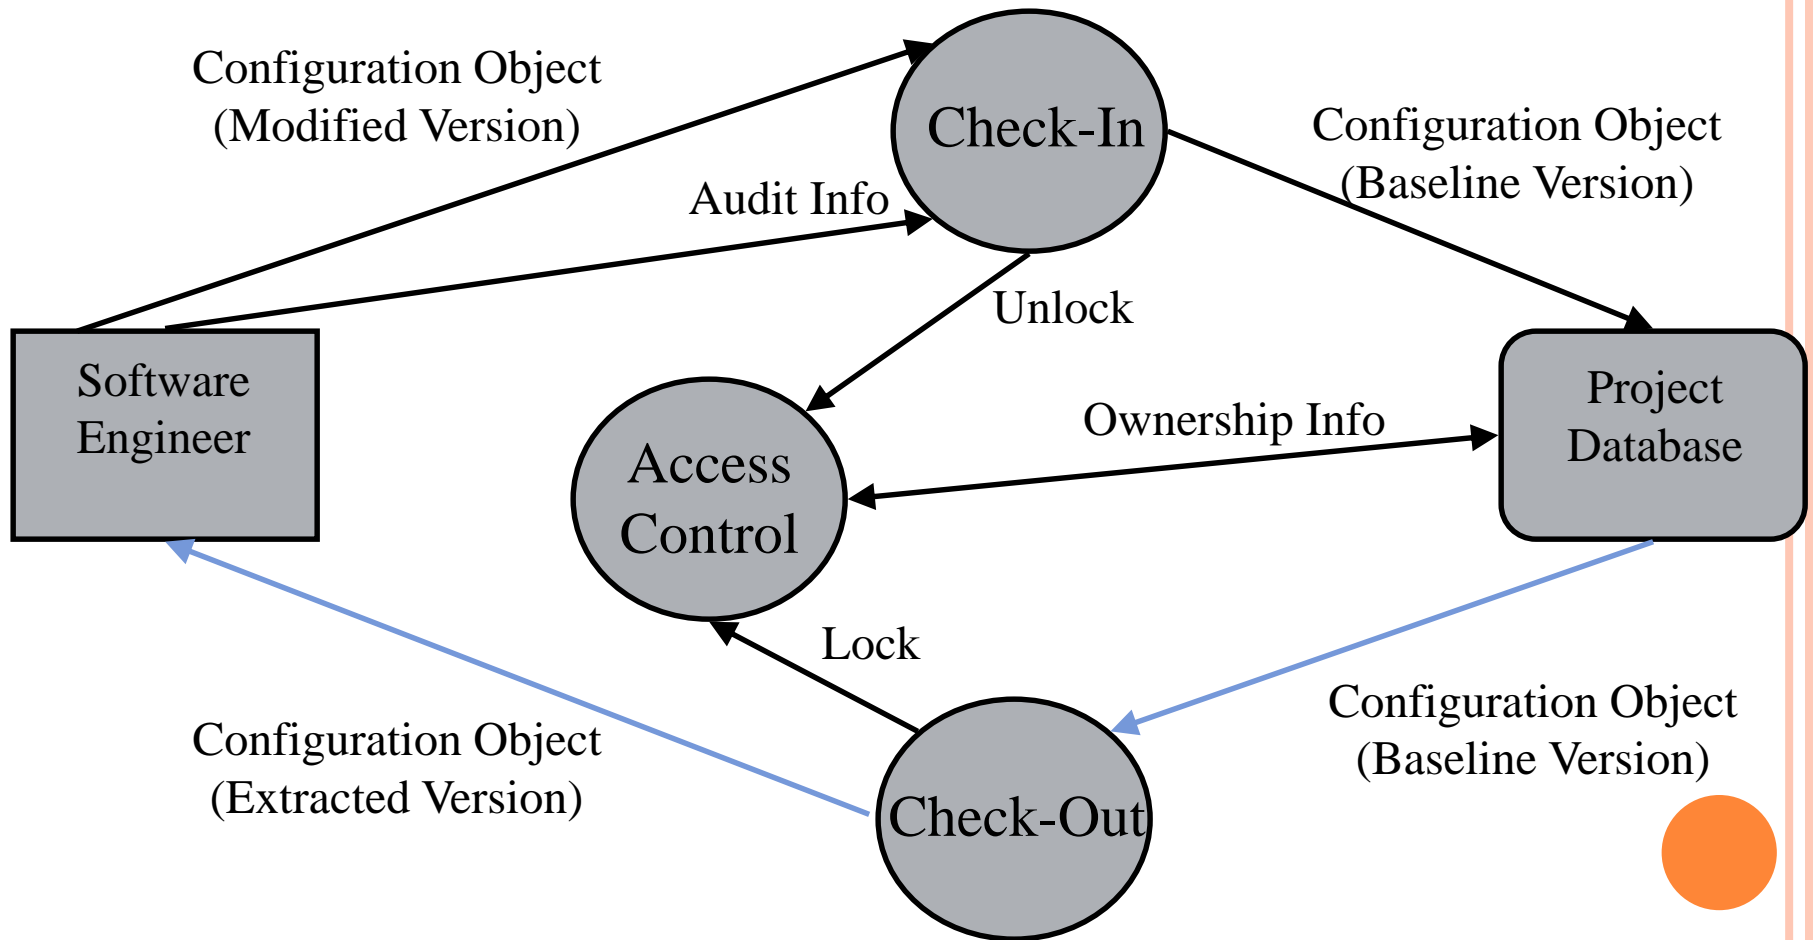 Configuration Object
(Modified Version)
Check-In
Configuration Object
(Baseline Version)
Audit Info
Unlock
Software
Engineer
Project
Database
Ownership Info
Access
Control
Lock
Configuration Object
(Baseline Version)
Configuration Object
(Extracted Version)
Check-Out